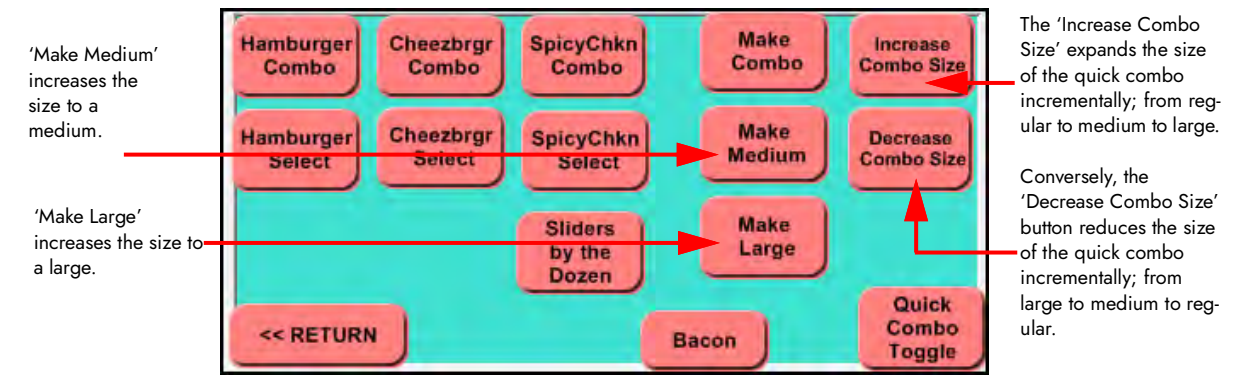 ‘Make Medium’
increases the
size to a
medium.
‘Make Large’
increases the size to
a large.
Hamburger
Combo
Cheezbrgr
Combo
SpicyChkn
Combo
Make
Combo
Increase
Combo Size
Hamburger
Select
Cheezbrgr
Select
SpicyChkn
Select
Make
Medium
Decrease
Combo Size
Sliders
by the
Dozen
Make
Large
<< RETURN
Bacon
Quick
Combo
Toggle
The ‘Increase Combo
Size’ expands the size
of the quick combo
incrementally; from reg-
ular to medium to large.
Conversely, the
‘Decrease Combo Size’
button reduces the size
of the quick combo
incrementally; from
large to medium to reg-
ular.